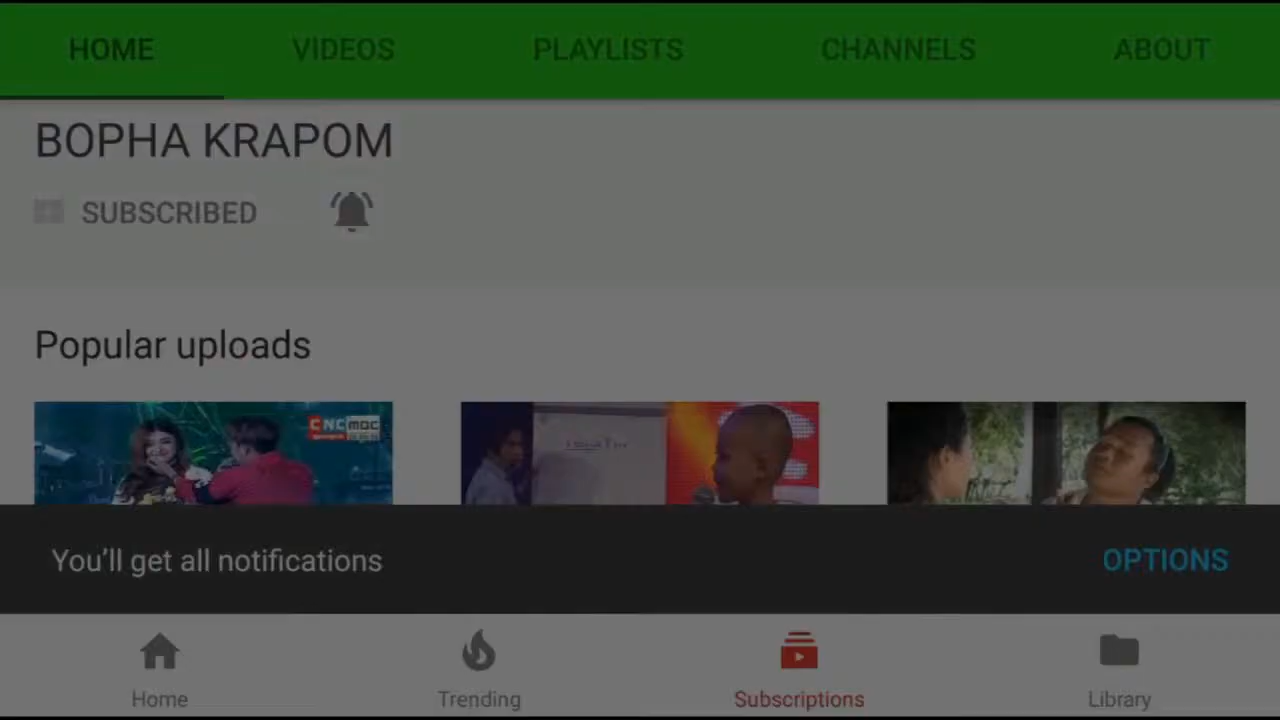 HOME VIDEOS PLAYLISTS CHANNELS ABOUT
BOPHA KRAPOM
SUBSCRIBED
Popular uploads
CNC
You'll get all notifications OPTIONS
Home Trending Subscriptions Library